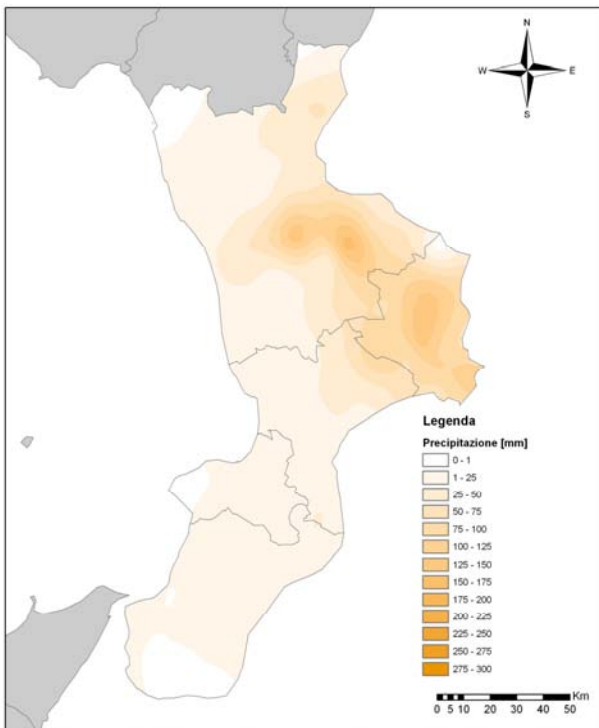 N
W E
S
Legenda
Precipitazione [mm]
0 - 1
1 - 25
25 - 50
50 - 75
75 - 100
100 - 125
125 - 150
150 - 175
175 - 200
200 - 225
225 - 250
250 - 275
275 - 300
Km
0 5 10 20 30 40 50